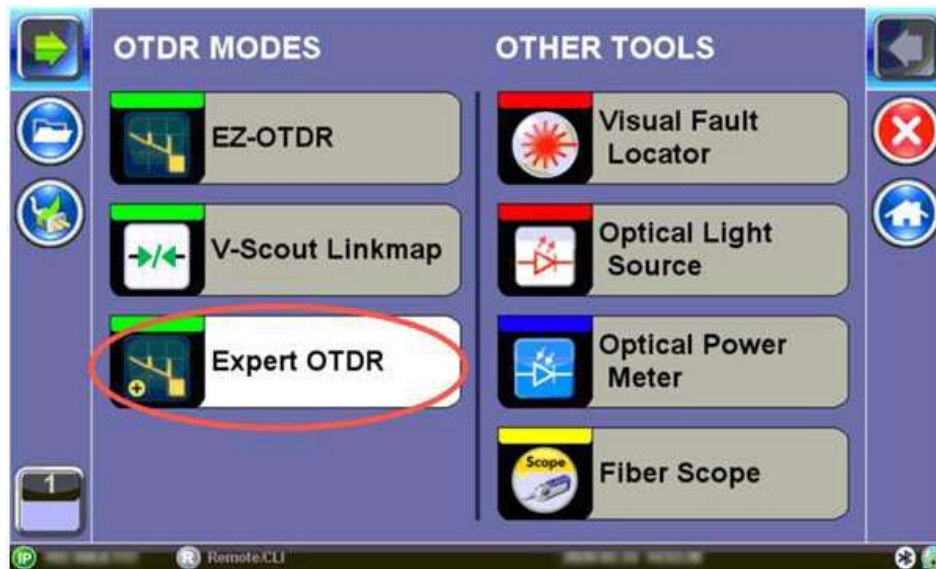 OTDR MODES
OTHER TOOLS
EZ-OTDR
V-Scout Linkmap
Expert OTDR
Visual Fault
Locator
Optical Light
Source
Optical Power
Meter
Scope
Fiber Scope
1
IP
R Remote/CLI